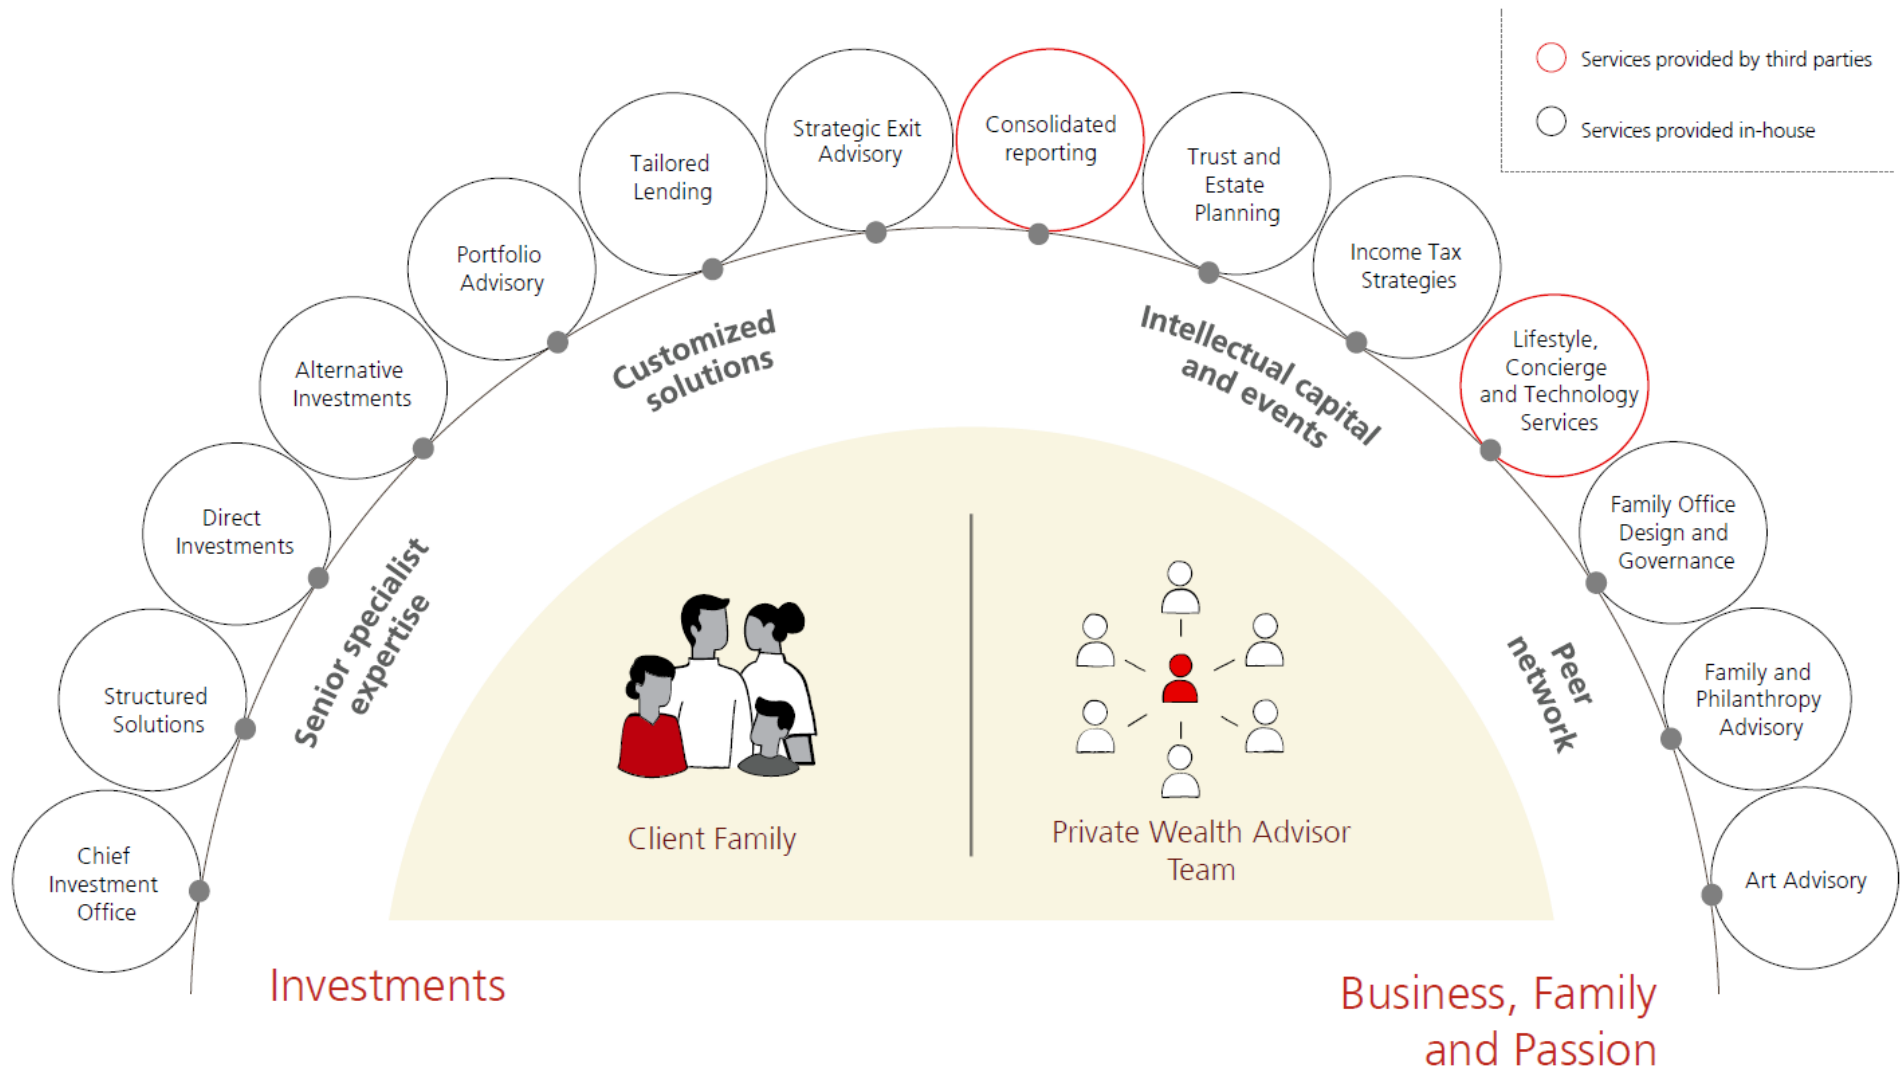 Services provided by third parties
Services provided in-house
Chief
Investment
Office
Structured
Solutions
Direct
Investments
Alternative
Investments
Portfolio
Advisory
Tailored
Lending
Strategic Exit
Advisory
Consolidated
reporting
Trust and
Estate
Planning
Income Tax
Strategies
Lifestyle,
Concierge
and Technology
Services
Family Office
Design and
Governance
Family and
Philanthropy
Advisory
Art Advisory
Senior specialist
expertise
Customized
solutions
Intellectual capital
and events
Peer
network
Client Family
Private Wealth Advisor
Team
Investments
Business, Family
and Passion